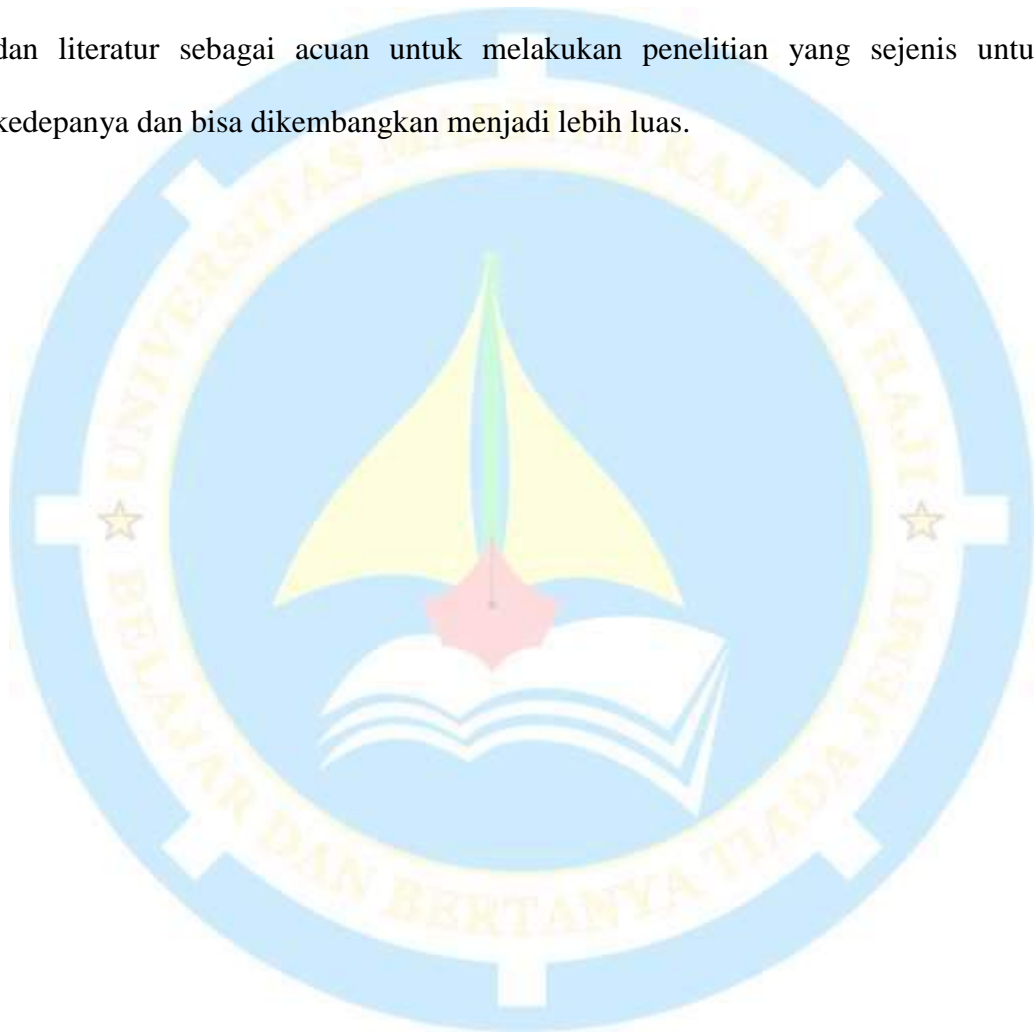 dan literatur sebagai acuan untuk melakukan penelitian yang sejenis untu
kedepanya dan bisa dikembangkan menjadi lebih luas.
UNIVERSITAS MARITIM RAJA ALI HAJI
BELAJAR DAN BERTANYA TIADA JEMU